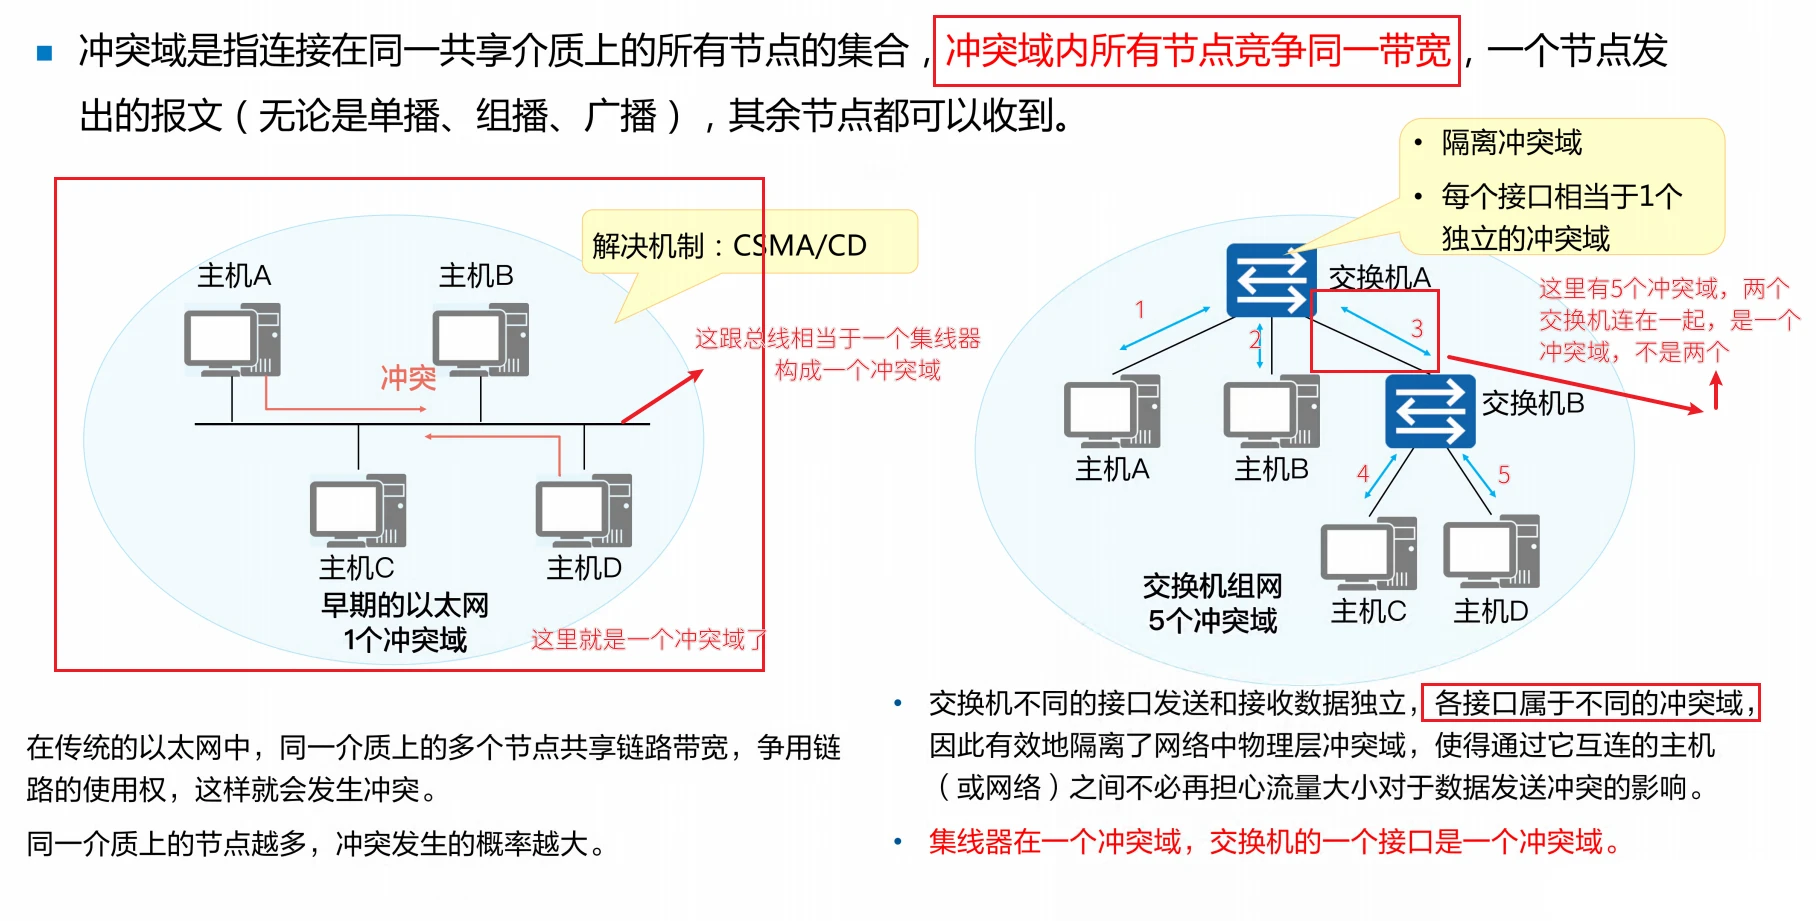 冲突域是指连接在同一共享介质上的所有节点的集合，冲突域内所有节点竞争同一带宽，一个节点发
出的报文（无论是单播、组播、广播），其余节点都可以收到。
解决机制：CSMA/CD
主机A
主机B
冲突
这跟总线相当于一个集线器
构成一个冲突域
主机C
主机D
早期的以太网
1个冲突域
这里就是一个冲突域了
在传统的以太网中，同一介质上的多个节点共享链路带宽，争用链
路的使用权，这样就会发生冲突。
同一介质上的节点越多，冲突发生的概率越大。
• 隔离冲突域
• 每个接口相当于1个
独立的冲突域
交换机A
这里有5个冲突域，两个
交换机连在一起，是一个
冲突域，不是两个
1
2
3
交换机B
主机A
主机B
4
5
主机C
主机D
交换机组网
5个冲突域
• 交换机不同的接口发送和接收数据独立，各接口属于不同的冲突域，
因此有效地隔离了网络中物理层冲突域，使得通过它互连的主机
（或网络）之间不必再担心流量大小对于数据发送冲突的影响。
• 集线器在一个冲突域，交换机的一个接口是一个冲突域。